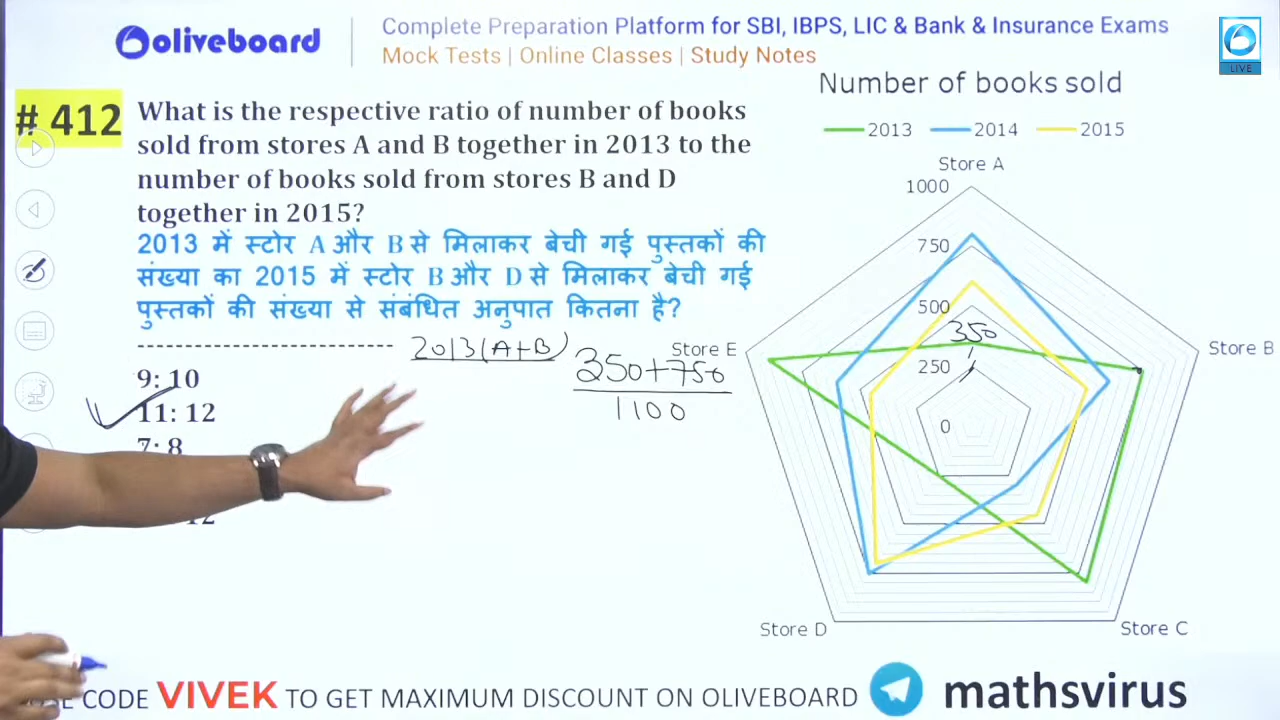 oliveboard
Complete Preparation Platform for SBI, IBPS, LIC & Bank & Insurance Exams
Mock Tests | Online Classes | Study Notes
LIVE
# 412
What is the respective ratio of number of books
sold from stores A and B together in 2013 to the
number of books sold from stores B and D
together in 2015?
2013 में स्टोर A और B से मिलाकर बेची गई पुस्तकों की
संख्या का 2015 में स्टोर B और D से मिलाकर बेची गई
पुस्तकों की संख्या से संबंधित अनुपात कितना है?
2013(A+B)
350+750
1100
9: 10
11: 12
7: 8
12
Number of books sold
2013 2014 2015
Store A
1000
750
500
350
250
0
Store B
Store E
Store D
Store C
CODE VIVEK TO GET MAXIMUM DISCOUNT ON OLIVEBOARD
mathsvirus